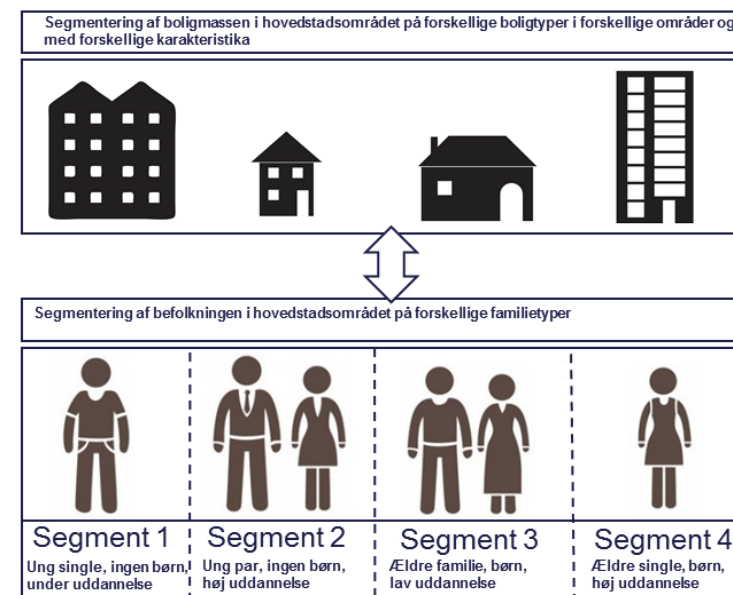 Segmentering af boligmassen i hovedstadsområdet på forskellige boligtyper i forskellige områder og
med forskellige karakteristika
Segmentering af befolkningen i hovedstadsområdet på forskellige familietyper
Segment 1
Ung single, ingen børn,
under uddannelse
Segment 2
Ung par, ingen børn,
høj uddannelse
Segment 3
Ældre familie, børn,
lav uddannelse
Segment 4
Ældre single, børn,
høj uddannelse